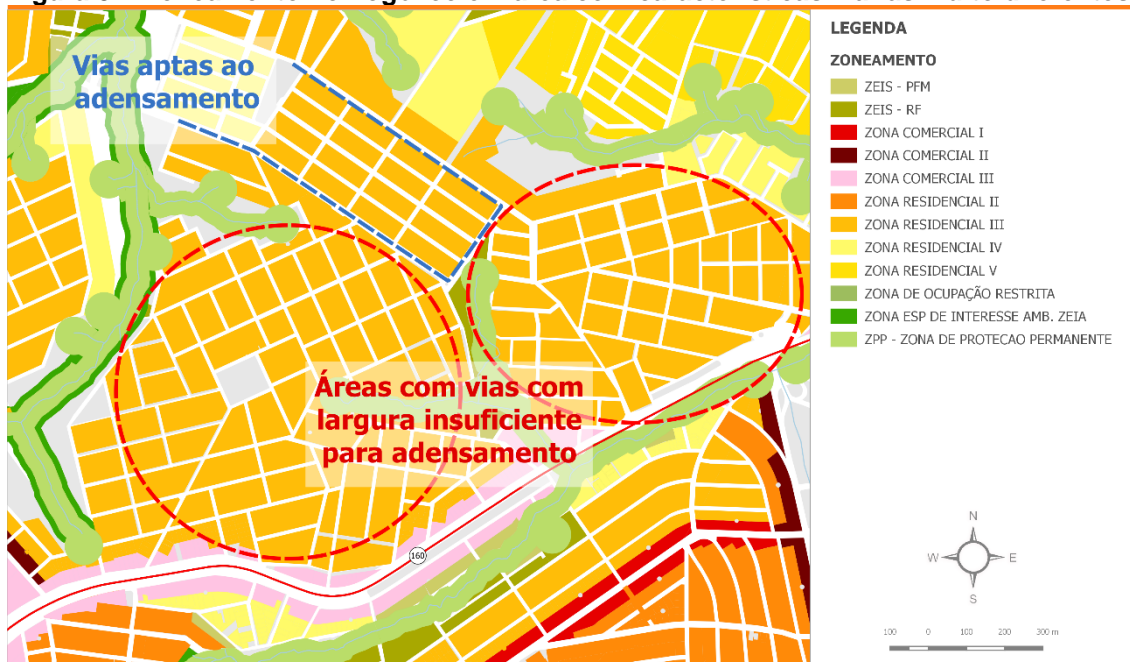 Vias aptas ao
adensamento
Áreas com vias com
largura insuficiente
para adensamento
160
LEGENDA
ZONEAMENTO
ZEIS - PFM
ZEIS - RF
ZONA COMERCIAL I
ZONA COMERCIAL II
ZONA COMERCIAL III
ZONA RESIDENCIAL II
ZONA RESIDENCIAL III
ZONA RESIDENCIAL IV
ZONA RESIDENCIAL V
ZONA DE OCUPAÇÃO RESTRITA
ZONA ESP DE INTERESSE AMB. ZEIA
ZPP - ZONA DE PROTECAO PERMANENTE
N
W E
S
100 0 100 200 300 m